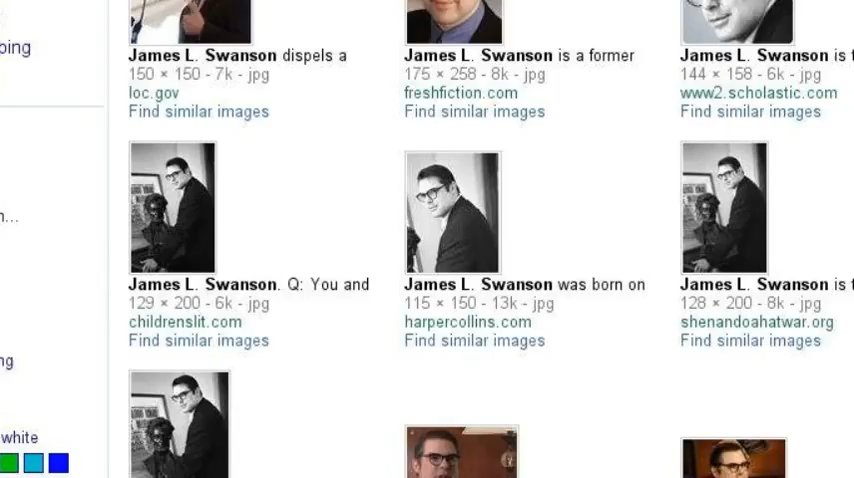 James L. Swanson dispels a
150 × 150 - 7k - jpg
loc.gov
Find similar images
James L. Swanson is a former
175 × 258 - 8k - jpg
freshfiction.com
Find similar images
James L. Swanson is
144 × 158 - 6k - jpg
www2.scholastic.com
Find similar images
James L. Swanson. Q: You and
129 × 200 - 6k - jpg
childrenslit.com
Find similar images
James L. Swanson was born on
115 × 150 - 13k - jpg
harpercollins.com
Find similar images
James L. Swanson is
128 × 200 - 8k - jpg
shenandoahatwar.org
Find similar images
white